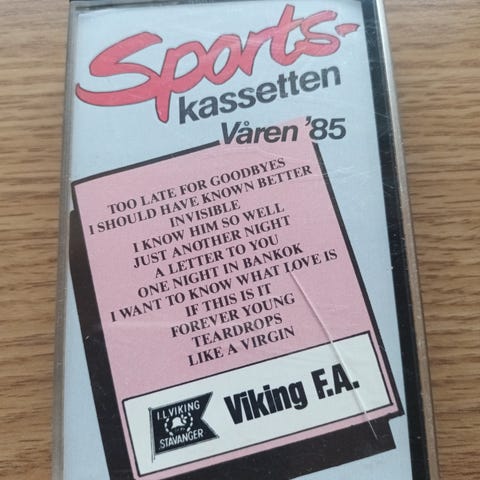 Sports-
kassetten
Våren '85
TOO LATE FOR GOODBYES
I SHOULD HAVE KNOWN BETTER
INVISIBLE
I KNOW HIM SO WELL
JUST ANOTHER NIGHT
A LETTER TO YOU
ONE NIGHT IN BANKOK
I WANT TO KNOW WHAT LOVE IS
IF THIS IS IT
FOREVER YOUNG
TEARDROPS
LIKE A VIRGIN
I.L VIKING
STAVANGER
Viking F.A.